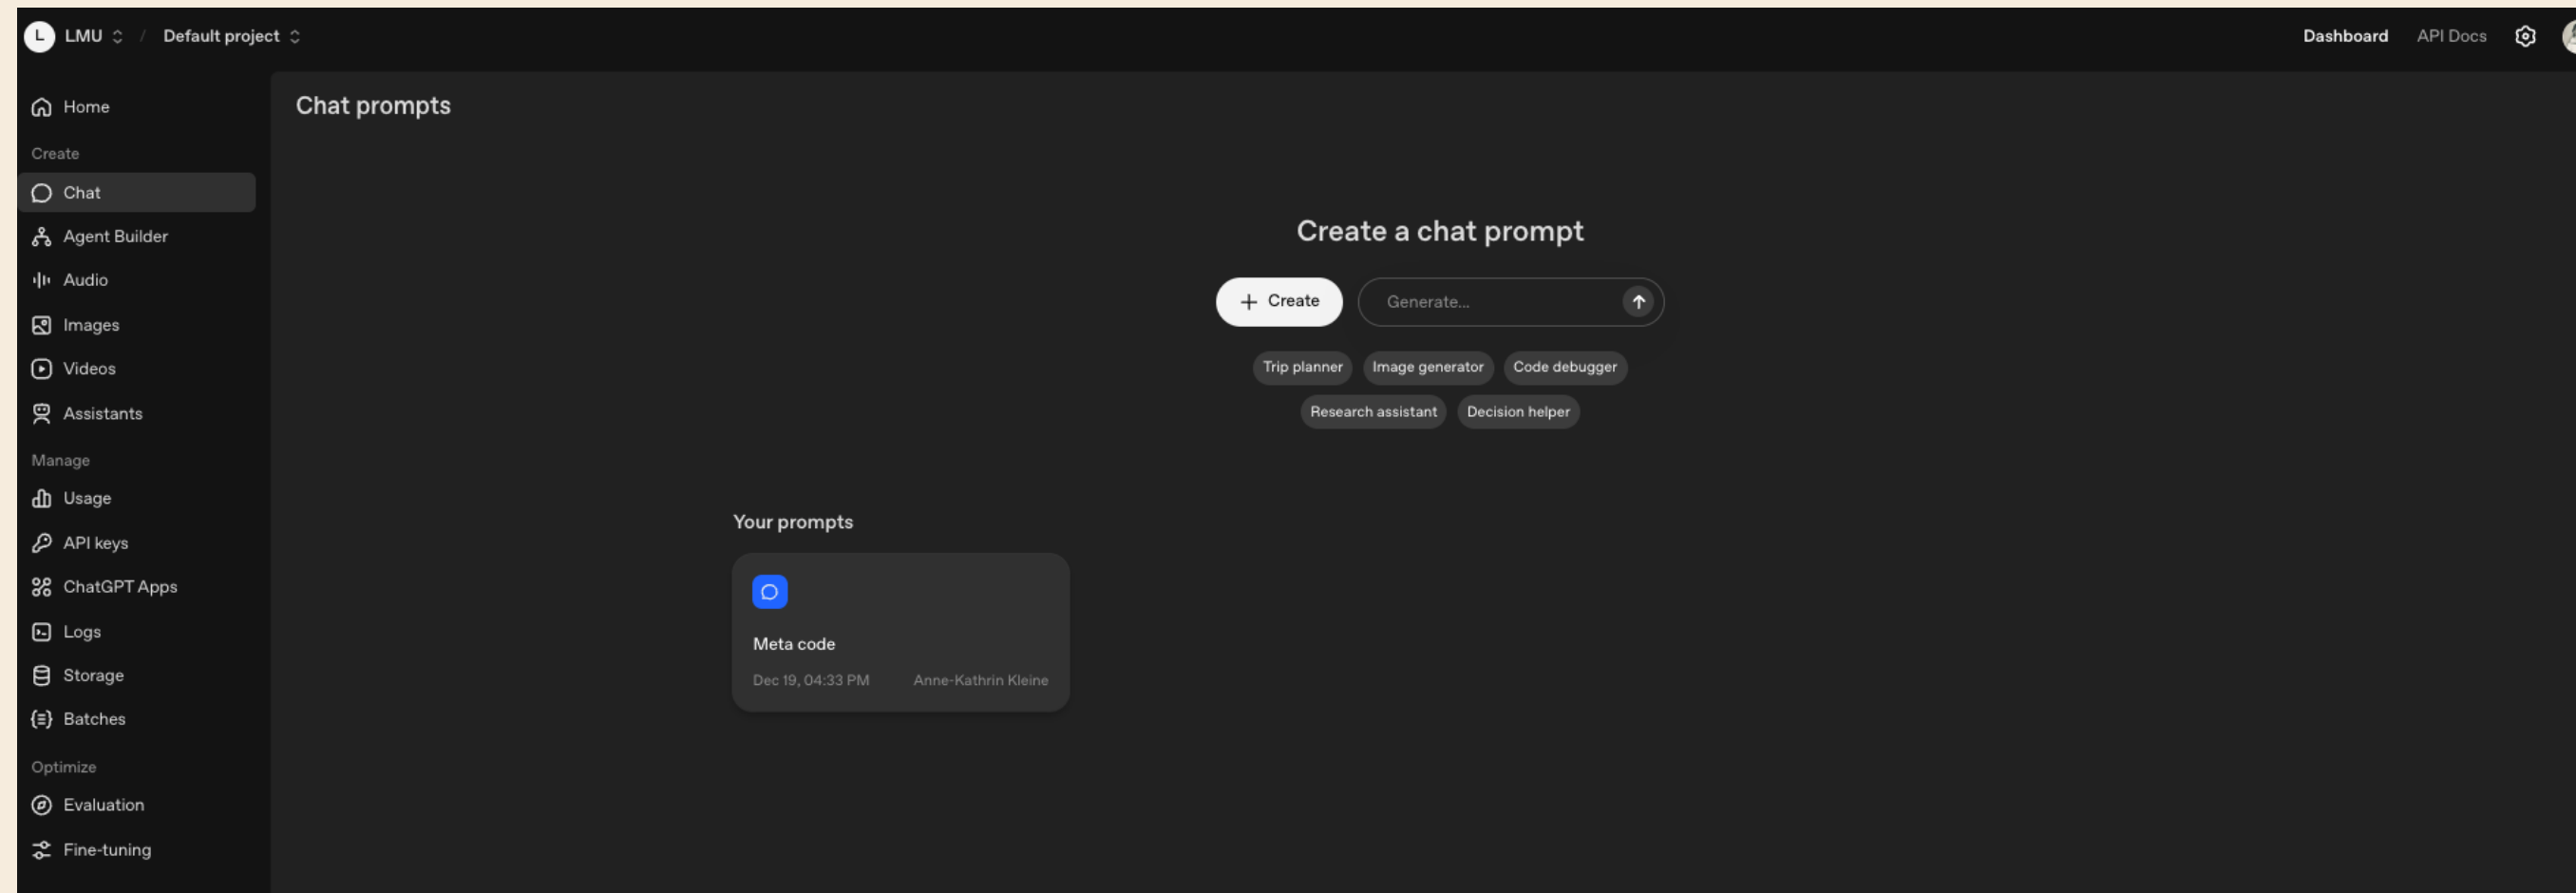 L LMU / Default project
Dashboard API Docs
Home
Create
Chat
Agent Builder
Audio
Images
Videos
Assistants
Manage
Usage
API keys
ChatGPT Apps
Logs
Storage
Batches
Optimize
Evaluation
Fine-tuning
Chat prompts
Create a chat prompt
+ Create Generate...
Trip planner Image generator Code debugger
Research assistant Decision helper
Your prompts
Meta code
Dec 19, 04:33 PM Anne-Kathrin Kleine